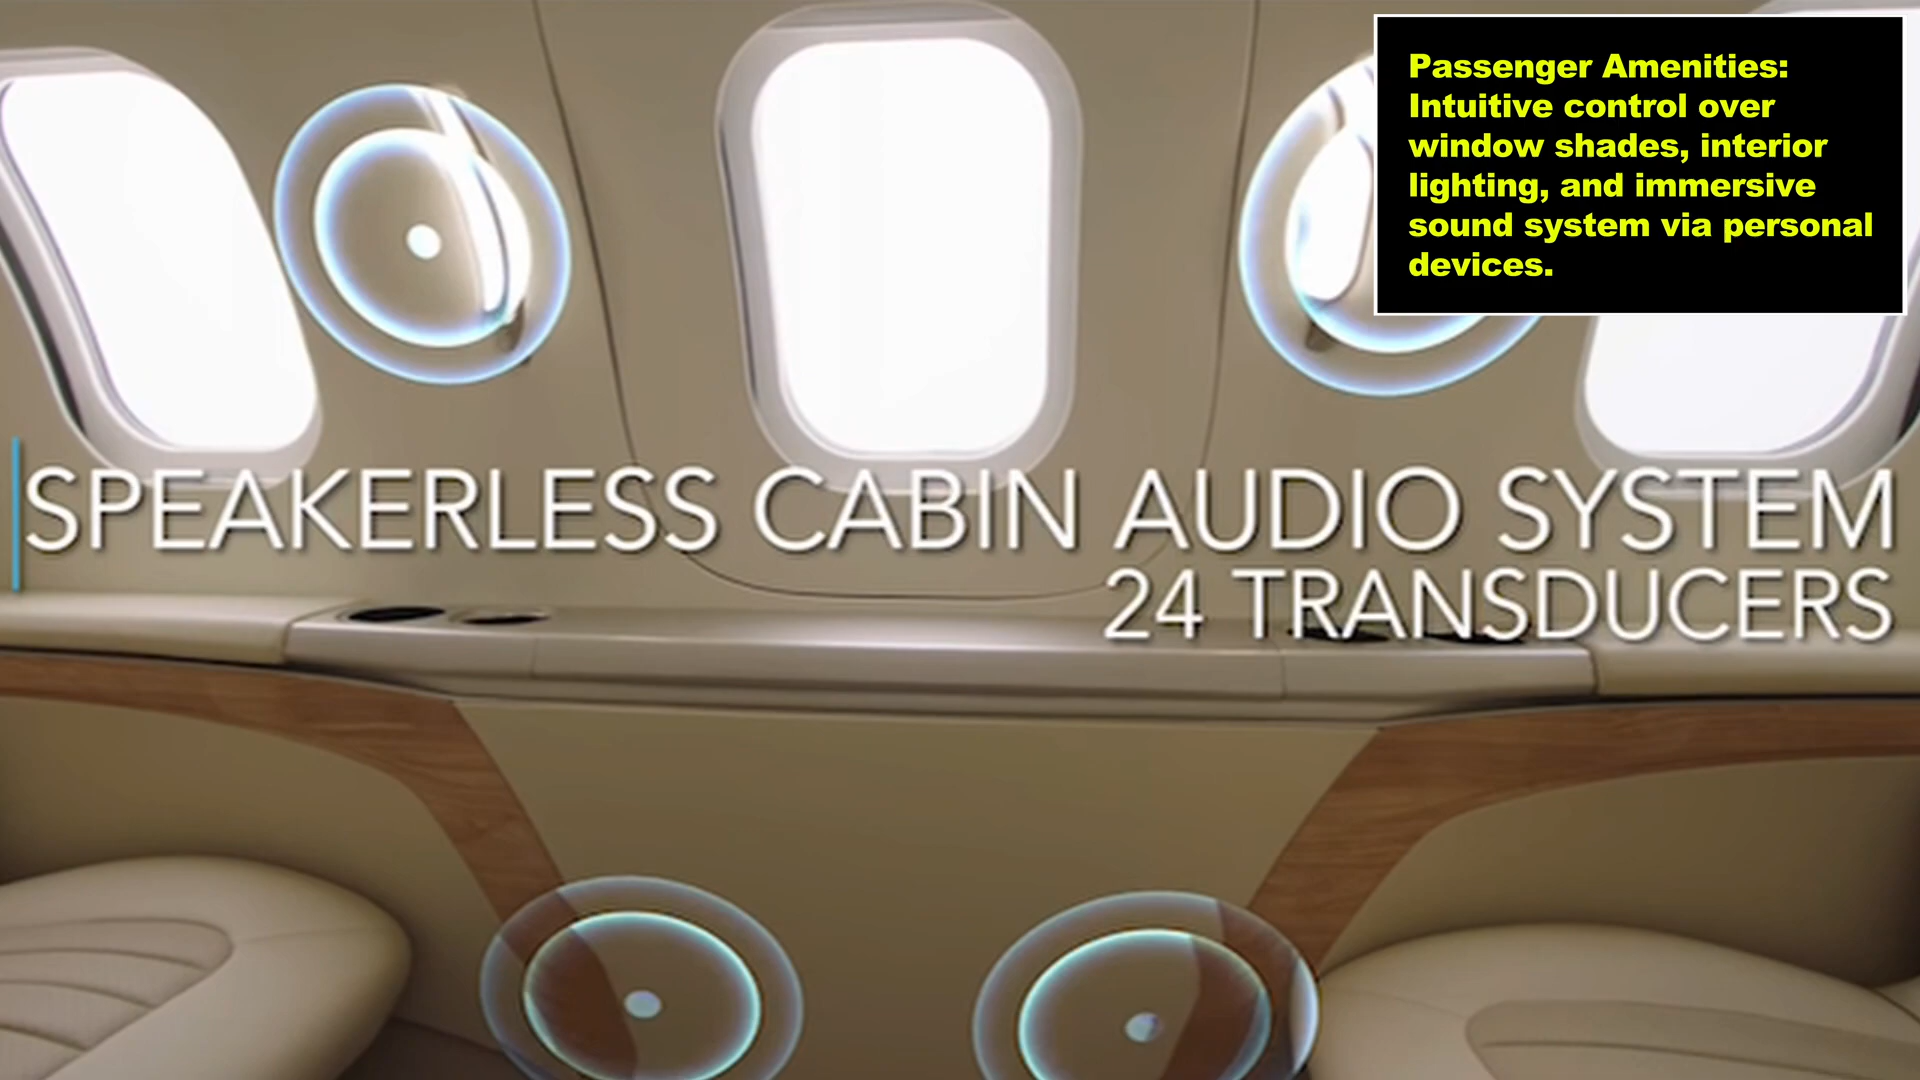 Passenger Amenities:
Intuitive control over
window shades, interior
lighting, and immersive
sound system via personal
devices.
SPEAKERLESS CABIN AUDIO SYSTEM
24 TRANSDUCERS